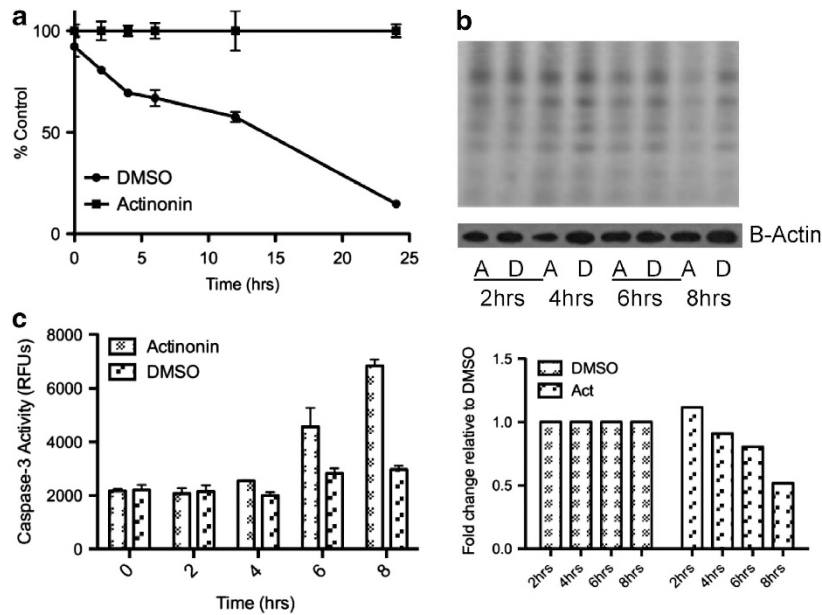 a
% Control
100
50
0
DMSO
Actinonin
0 5 10 15 20 25
Time (hrs)
b
B-Actin
A D A D A D A D
2hrs 4hrs 6hrs 8hrs
c
Caspase-3 Activity (RFUs)
8000
6000
4000
2000
0
Actinonin
DMSO
0 2 4 6 8
Time (hrs)
Fold change relative to DMSO
1.5
1.0
0.5
0.0
DMSO
Act
2hrs 4hrs 6hrs 8hrs 2hrs 4hrs 6hrs 8hrs